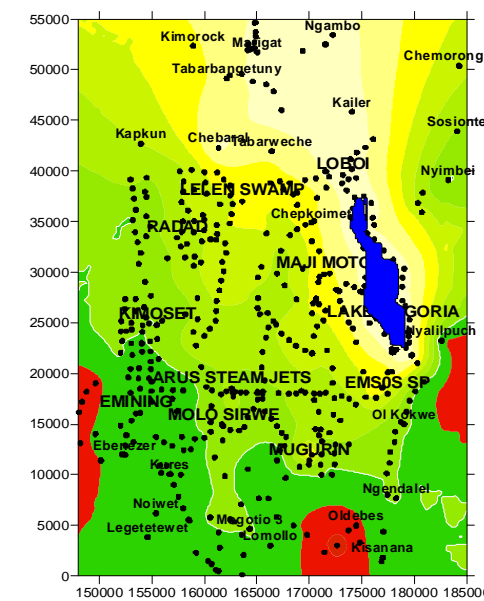 55000
Ngambo
Kimorock
Marigat
Chemorong
50000
Tabarbangetuny
45000
Kailer
Sosionte
Kapkun
Chebaral
Tabarweche
40000
LOBOI
Nyimbei
LELEN SWAMP
35000
Chepkoimet
RADAD
30000
MAJI MOTO
KIMOSET
LAKE
GORIA
25000
Nyalilpuch
20000
ARUS STEAM JETS
EMS0S SP
15000
EMINING
MOLO SIRWE
Ol Kokwe
Ebenezer
MUGURIN
10000
Kures
Ngendalel
Noiwet
5000
Legetetewet
Mogotio 3
Oldebes
Lomollo
Kisanana
0
150000 155000 160000 165000 170000 175000 180000 185000